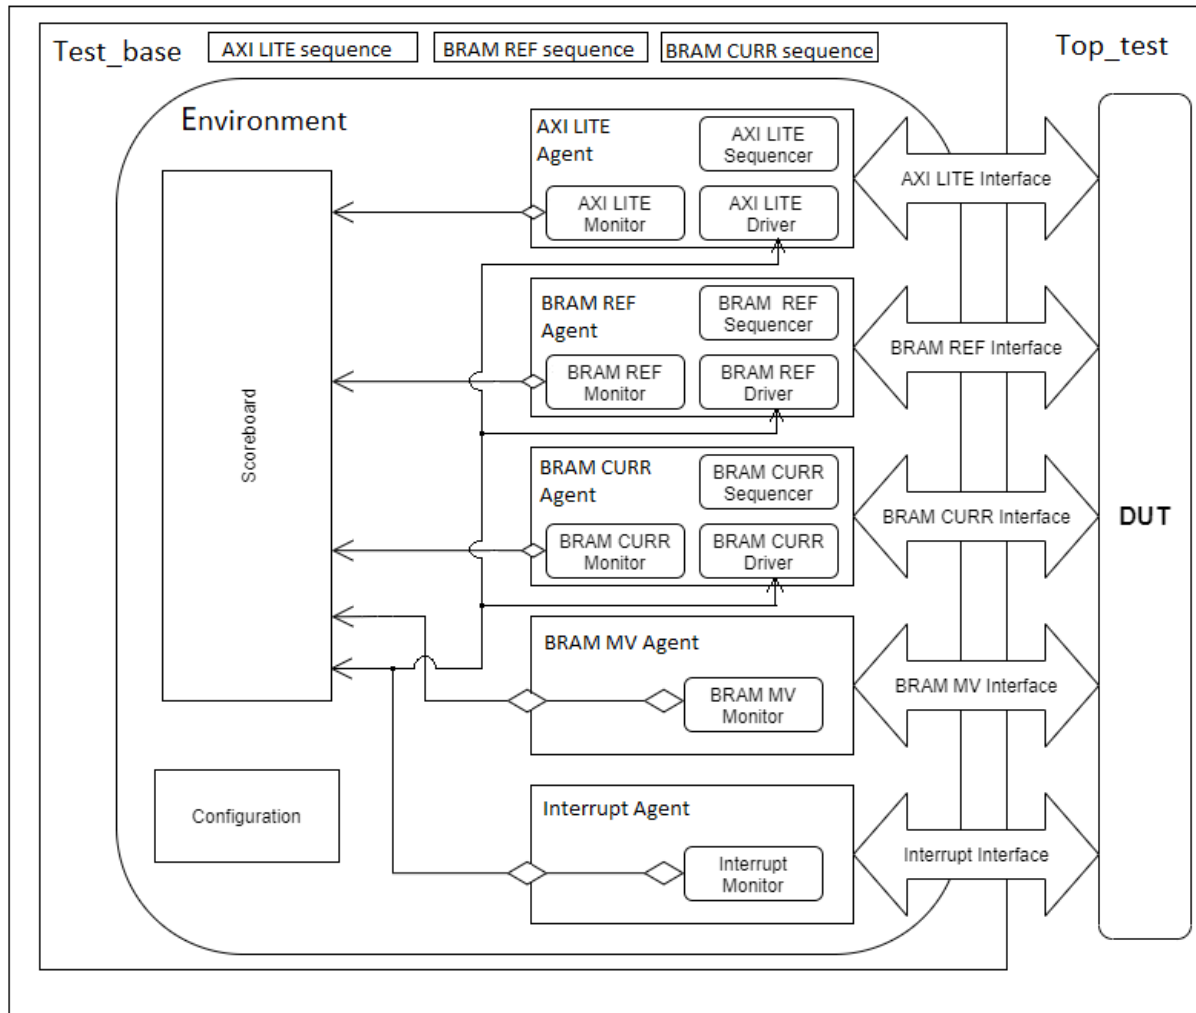 Test_base
AXI LITE sequence
BRAM REF sequence
BRAM CURR sequence
Top_test
Environment
AXI LITE
Agent
AXI LITE
Sequencer
AXI LITE
Monitor
AXI LITE
Driver
AXI LITE Interface
BRAM REF
Agent
BRAM REF
Sequencer
BRAM REF
Monitor
BRAM REF
Driver
BRAM REF Interface
Scoreboard
BRAM CURR
Agent
BRAM CURR
Sequencer
BRAM CURR
Monitor
BRAM CURR
Driver
BRAM CURR Interface
DUT
BRAM MV Agent
BRAM MV
Monitor
BRAM MV Interface
Configuration
Interrupt Agent
Interrupt
Monitor
Interrupt Interface